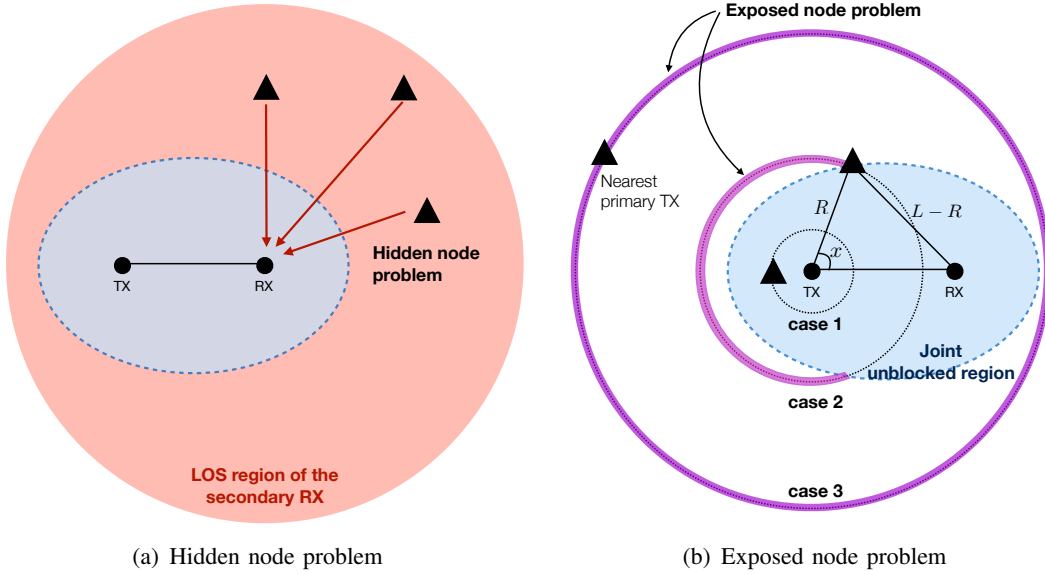 TX
RX
Hidden node
problem
LOS region of the
secondary RX
(a) Hidden node problem
Exposed node problem
Nearest
primary TX
R
L − R
x
TX
RX
case 1
Joint
unblocked region
case 2
case 3
(b) Exposed node problem